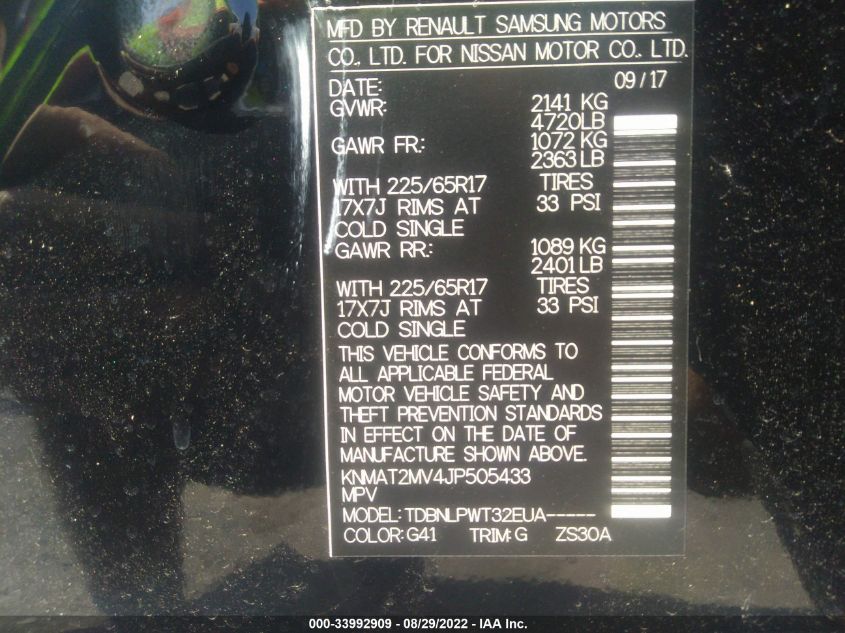 MFD BY RENAULT SAMSUNG MOTORS
CO., LTD. FOR NISSAN MOTOR CO., LTD.
DATE: 09/17
GVWR: 2141 KG
4720LB
GAWR FR.: 1072 KG
2363 LB
WITH 225/65R17 TIRES
17X7J RIMS AT 33 PSI
COLD SINGLE
GAWR RR.: 1089 KG
2401LB
WITH 225/65R17 TIRES
17X7J RIMS AT 33 PSI
COLD SINGLE
THIS VEHICLE CONFORMS TO
ALL APPLICABLE FEDERAL
MOTOR VEHICLE SAFETY AND
THEFT PREVENTION STANDARDS
IN EFFECT ON THE DATE OF
MANUFACTURE SHOWN ABOVE.
KNMAT2MV4JP505433
MPV
MODEL: TDBNLPWT32EUA-----
COLOR: G41 TRIM: G ZS30A
000-33992909 - 08/29/2022 - IAA Inc.